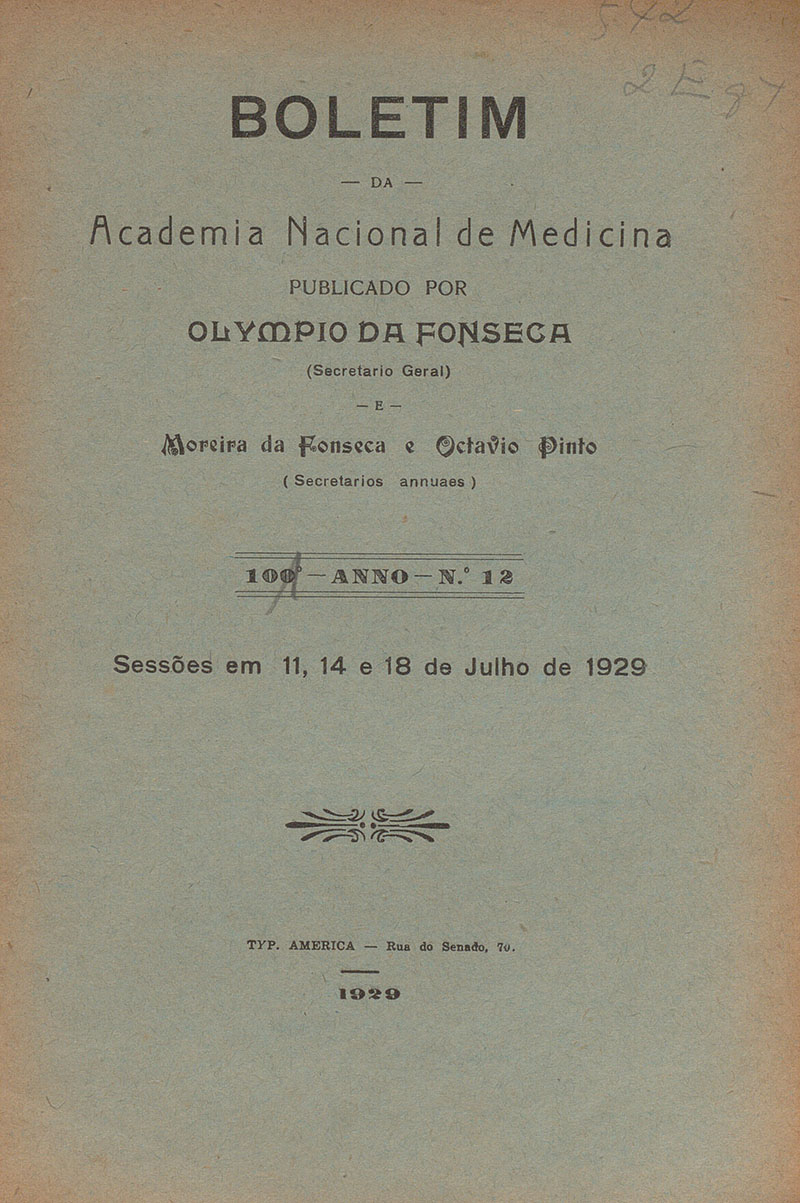 542
BOLETIM
— DA —
Academia Nacional de Medicina
PUBLICADO POR
OLYMPIO DA FONSECA
(Secretario Geral)
— E —
Moreira da Fonseca e Octavio Pinto
( Secretarios annuaes )
100º — ANNO — N.º 12
Sessões em 11, 14 e 18 de Julho de 1929
TYP. AMERICA — Rua do Senado, 70.
1929